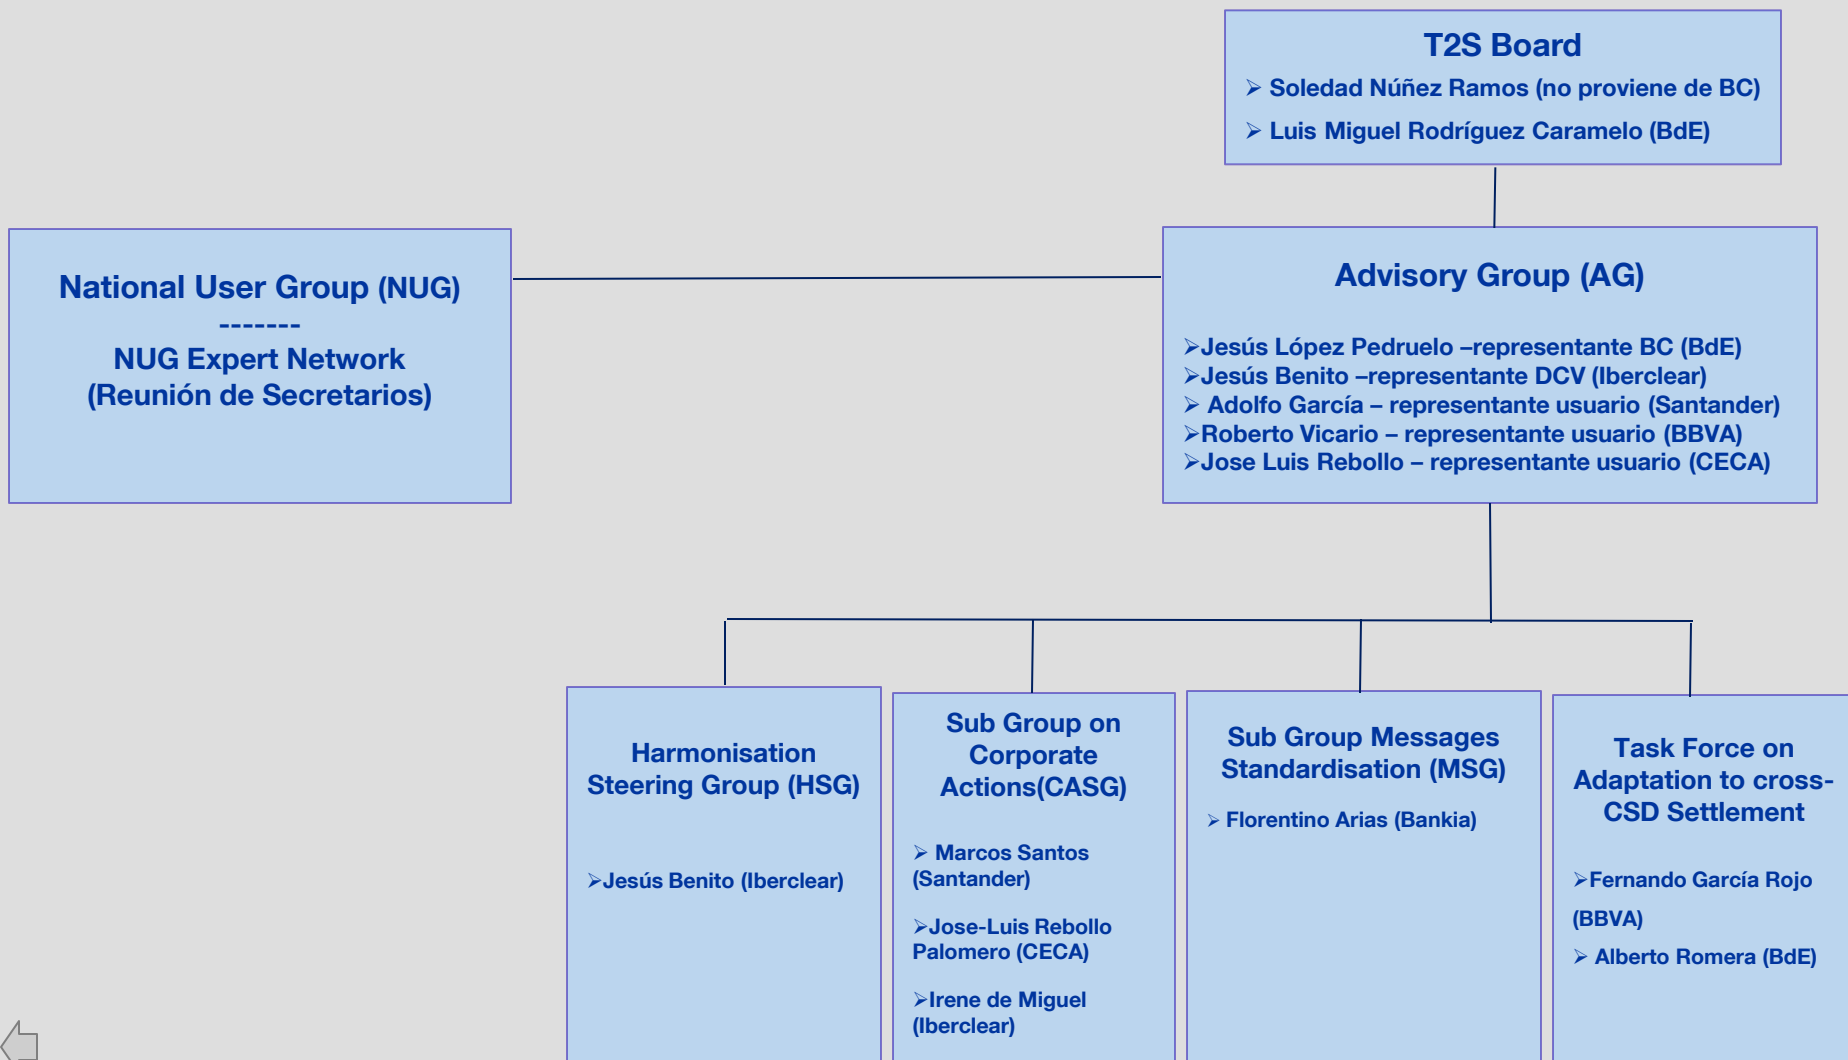 T2S Board
➢ Soledad Núñez Ramos (no proviene de BC)
➢ Luis Miguel Rodríguez Caramelo (BdE)
National User Group (NUG)
-------
NUG Expert Network
(Reunión de Secretarios)
Advisory Group (AG)
➢Jesús López Pedruelo –representante BC (BdE)
➢Jesús Benito –representante DCV (Iberclear)
➢ Adolfo García – representante usuario (Santander)
➢Roberto Vicario – representante usuario (BBVA)
➢Jose Luis Rebollo – representante usuario (CECA)
Harmonisation
Steering Group (HSG)
➢Jesús Benito (Iberclear)
Sub Group on
Corporate
Actions(CASG)
➢ Marcos Santos
(Santander)
➢Jose-Luis Rebollo
Palomero (CECA)
➢Irene de Miguel
(Iberclear)
Sub Group Messages
Standardisation (MSG)
➢ Florentino Arias (Bankia)
Task Force on
Adaptation to cross-
CSD Settlement
➢Fernando García Rojo
(BBVA)
➢ Alberto Romera (BdE)